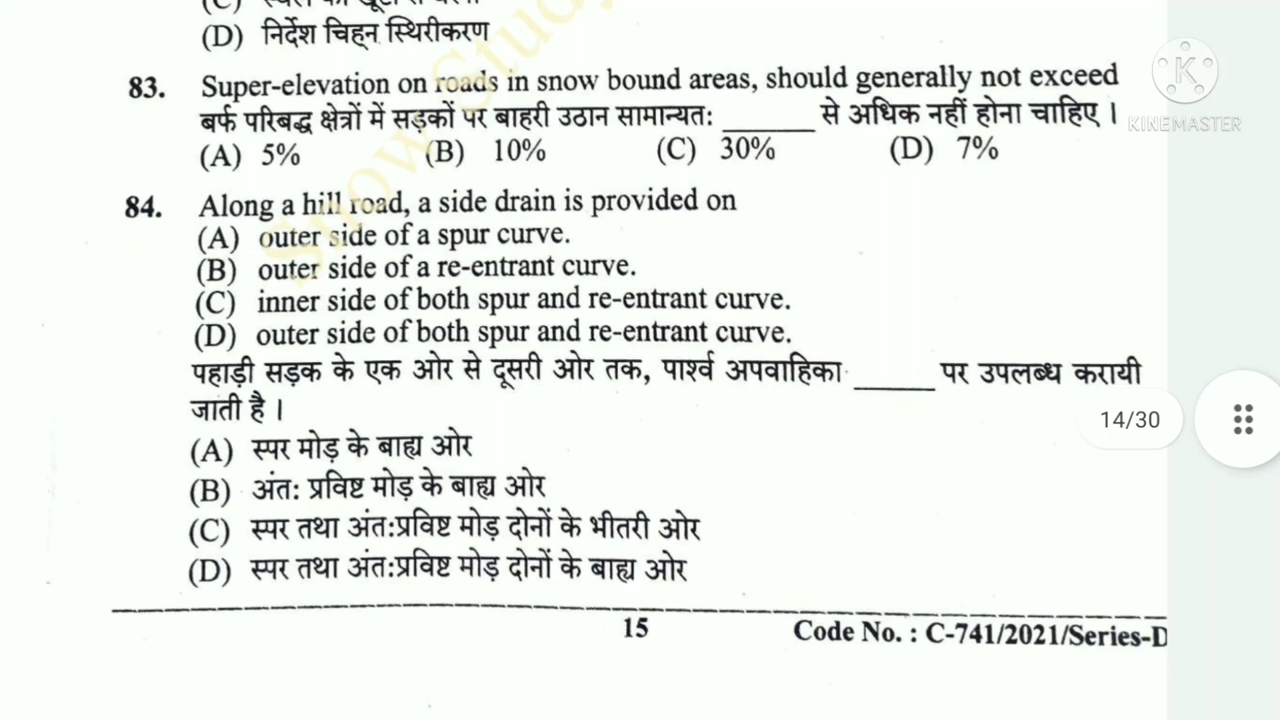 (D) निर्देश चिह्न स्थिरीकरण
83. Super-elevation on roads in snow bound areas, should generally not exceed
बर्फ परिबद्ध क्षेत्रों में सड़कों पर बाहरी उठान सामान्यतः ______ से अधिक नहीं होना चाहिए ।
(A) 5% (B) 10% (C) 30% (D) 7%
84. Along a hill road, a side drain is provided on
(A) outer side of a spur curve.
(B) outer side of a re-entrant curve.
(C) inner side of both spur and re-entrant curve.
(D) outer side of both spur and re-entrant curve.
पहाड़ी सड़क के एक ओर से दूसरी ओर तक, पार्श्व अपवाहिका ______ पर उपलब्ध करायी
जाती है ।
(A) स्पर मोड़ के बाह्य ओर
(B) अंतः प्रविष्ट मोड़ के बाह्य ओर
(C) स्पर तथा अंतःप्रविष्ट मोड़ दोनों के भीतरी ओर
(D) स्पर तथा अंतःप्रविष्ट मोड़ दोनों के बाह्य ओर
15 Code No. : C-741/2021/Series-D
14/30
K
KINEMASTER
Snow Study